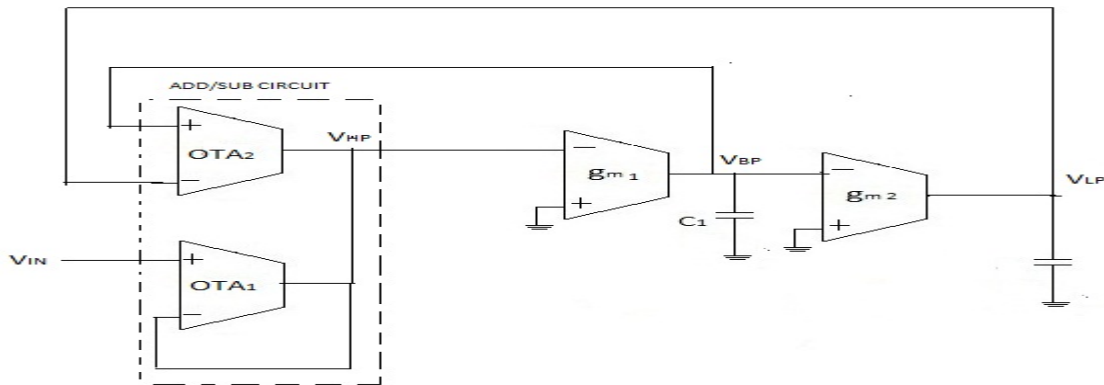 ADD/SUB CIRCUIT
+
OTA2
-
VHP
-
gm 1
+
VBP
C1
-
gm 2
+
VLP
VIN
+
OTA1
-